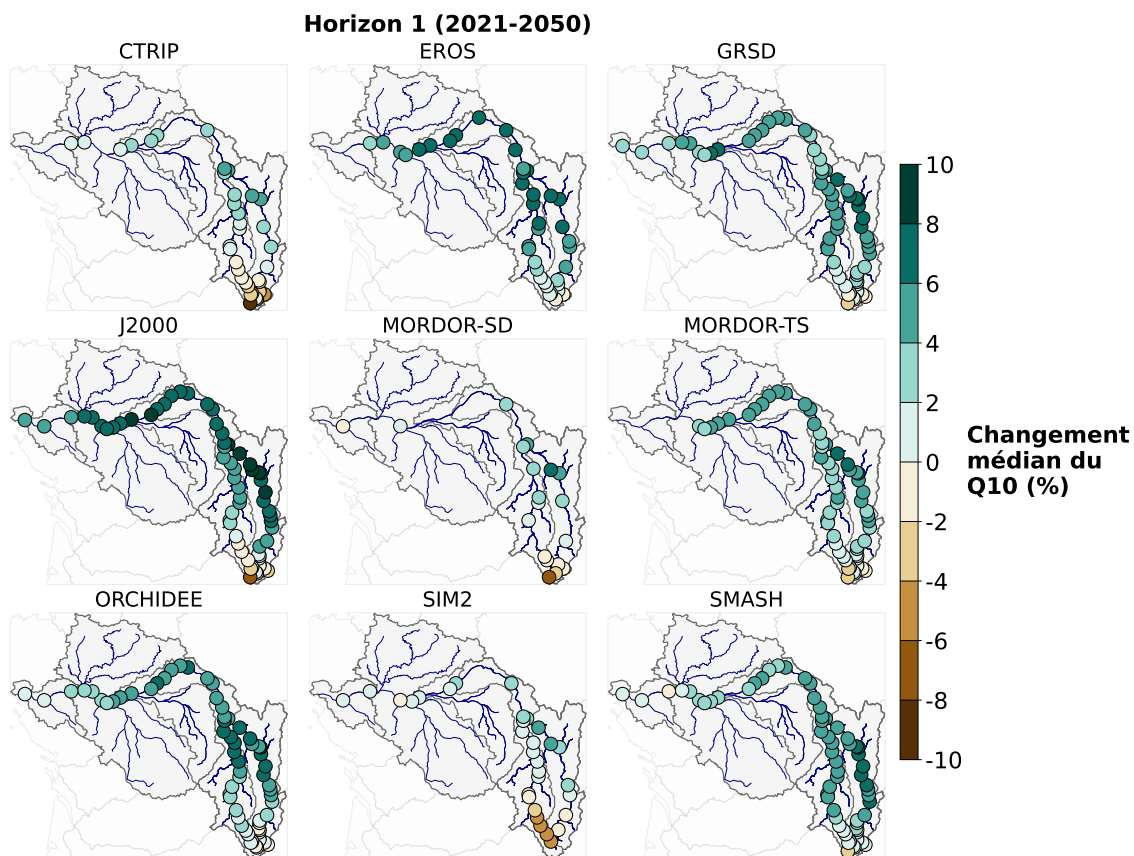 Horizon 1 (2021-2050)
CTRIP
EROS
GRSD
J2000
MORDOR-SD
MORDOR-TS
ORCHIDEE
SIM2
SMASH
10
8
6
4
2
0
-2
-4
-6
-8
-10
Changement
médian du
Q10 (%)